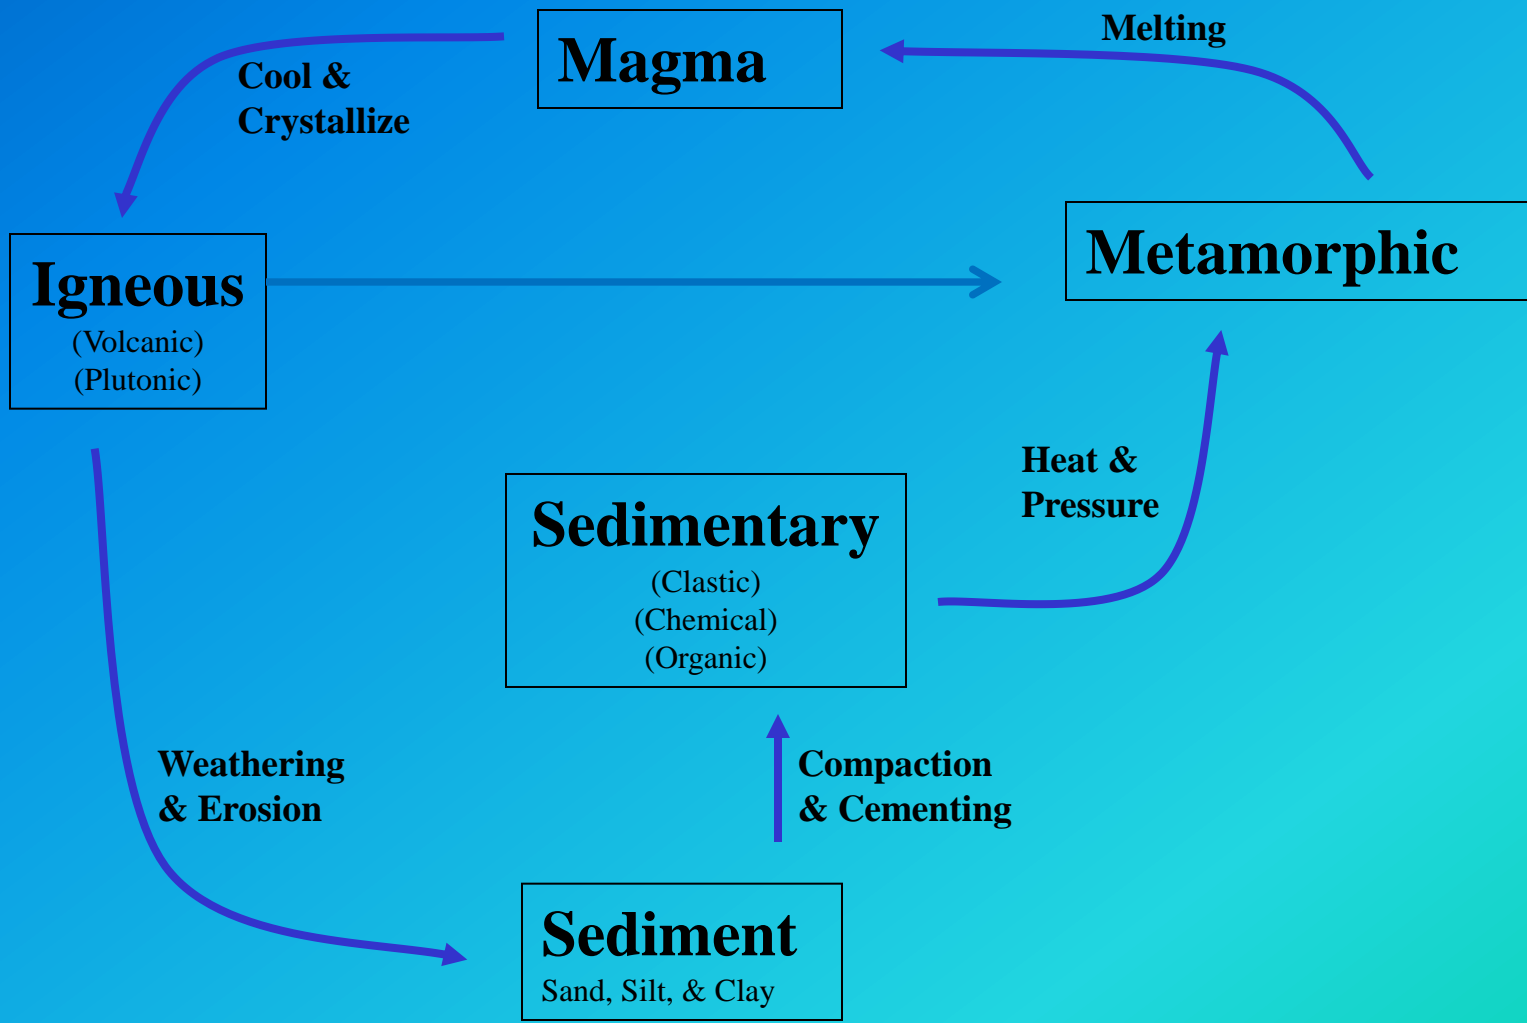 Magma
Melting
Cool &
Crystallize
Metamorphic
Igneous
(Volcanic)
(Plutonic)
Heat &
Pressure
Sedimentary
(Clastic)
(Chemical)
(Organic)
Weathering
& Erosion
Compaction
& Cementing
Sediment
Sand, Silt, & Clay